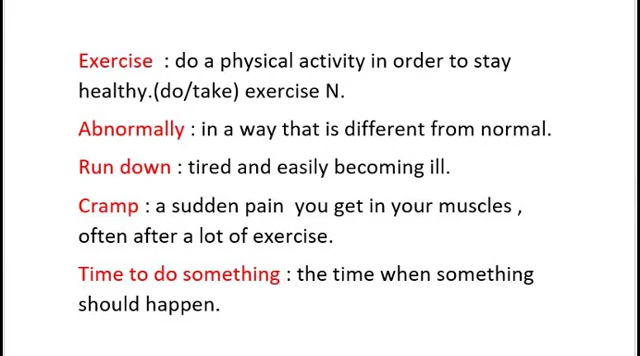 Exercise : do a physical activity in order to stay
healthy.(do/take) exercise N.
Abnormally : in a way that is different from normal.
Run down : tired and easily becoming ill.
Cramp : a sudden pain you get in your muscles ,
often after a lot of exercise.
Time to do something : the time when something
should happen.